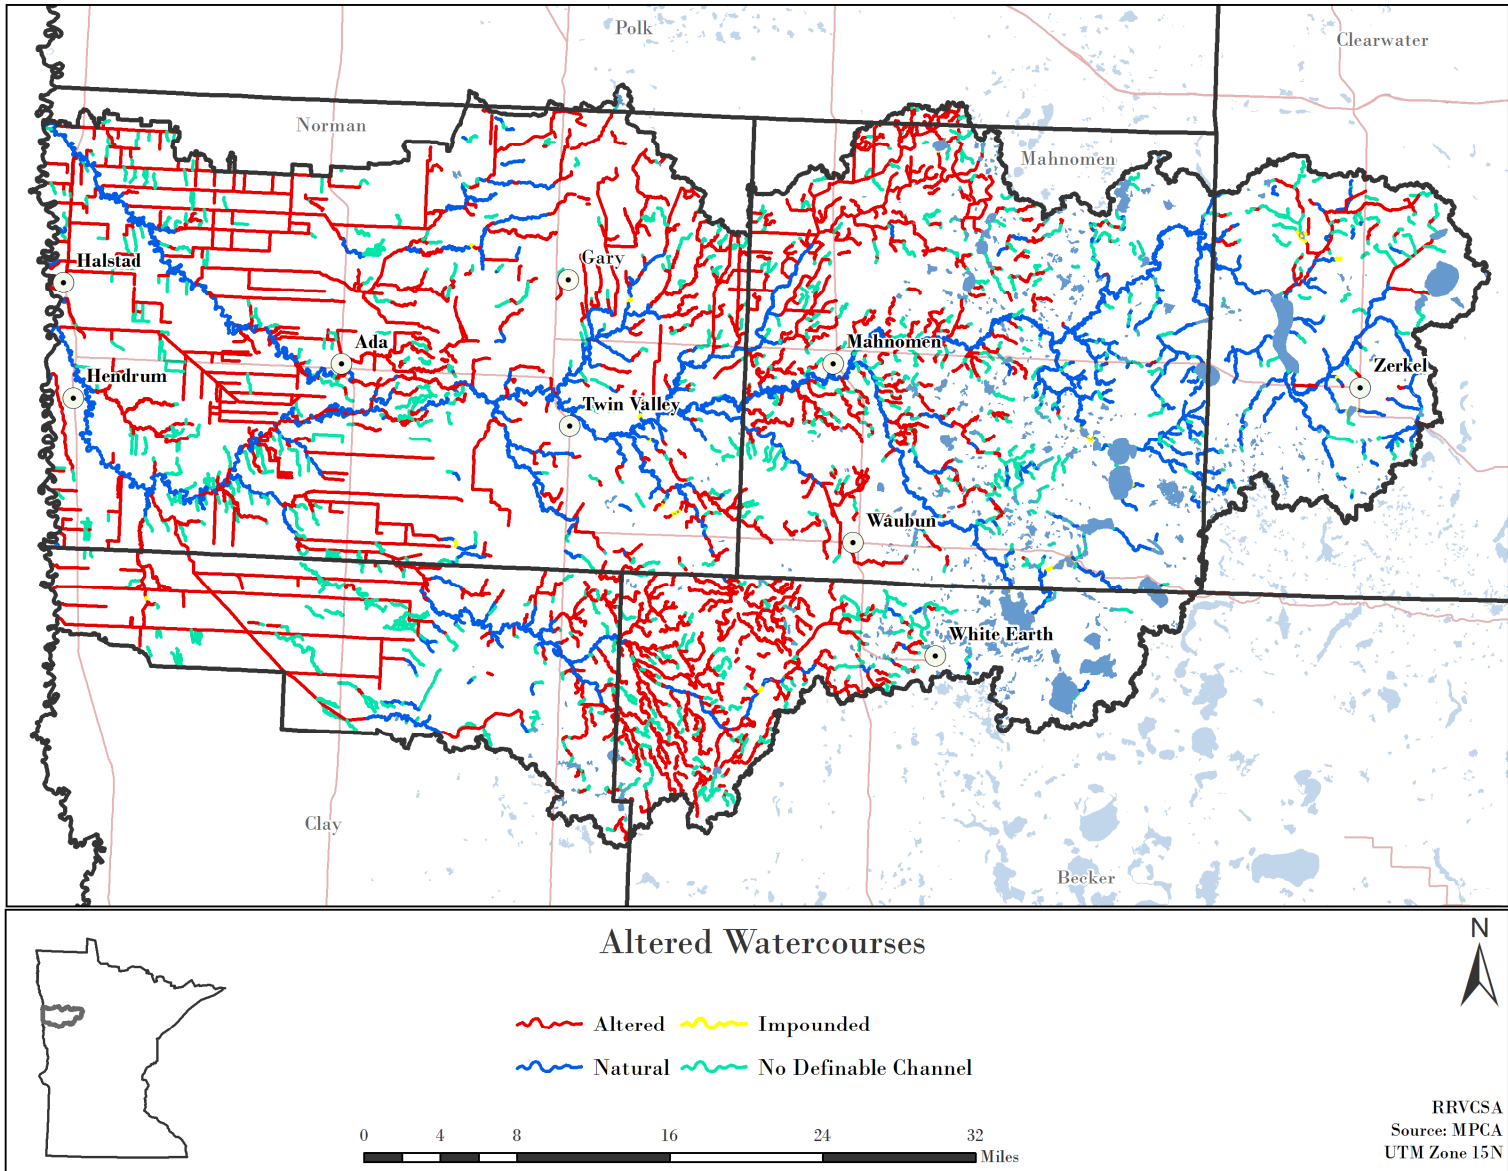 Polk
Clearwater
Norman
Mahnomen
Halstad
Gary
Ada
Mahnomen
Hendrum
Zerkel
Twin Valley
Waubun
White Earth
Clay
Becker
Altered Watercourses
N
Altered
Impounded
Natural
No Definable Channel
0 4 8 16 24 32
Miles
RRVCSA
Source: MPCA
UTM Zone 15N